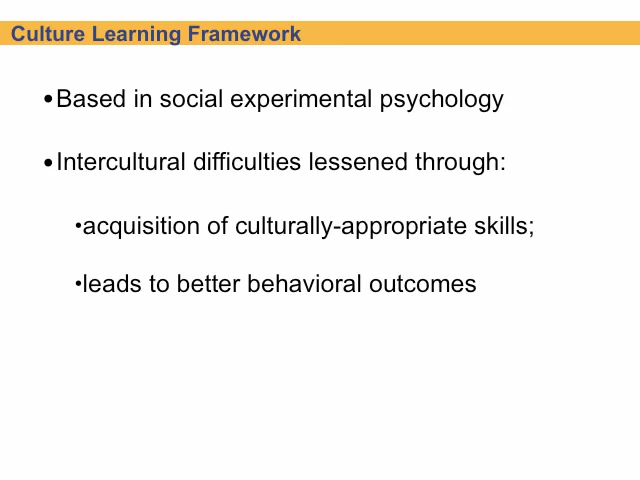 Culture Learning Framework
•Based in social experimental psychology
•Intercultural difficulties lessened through:
•acquisition of culturally-appropriate skills;
•leads to better behavioral outcomes